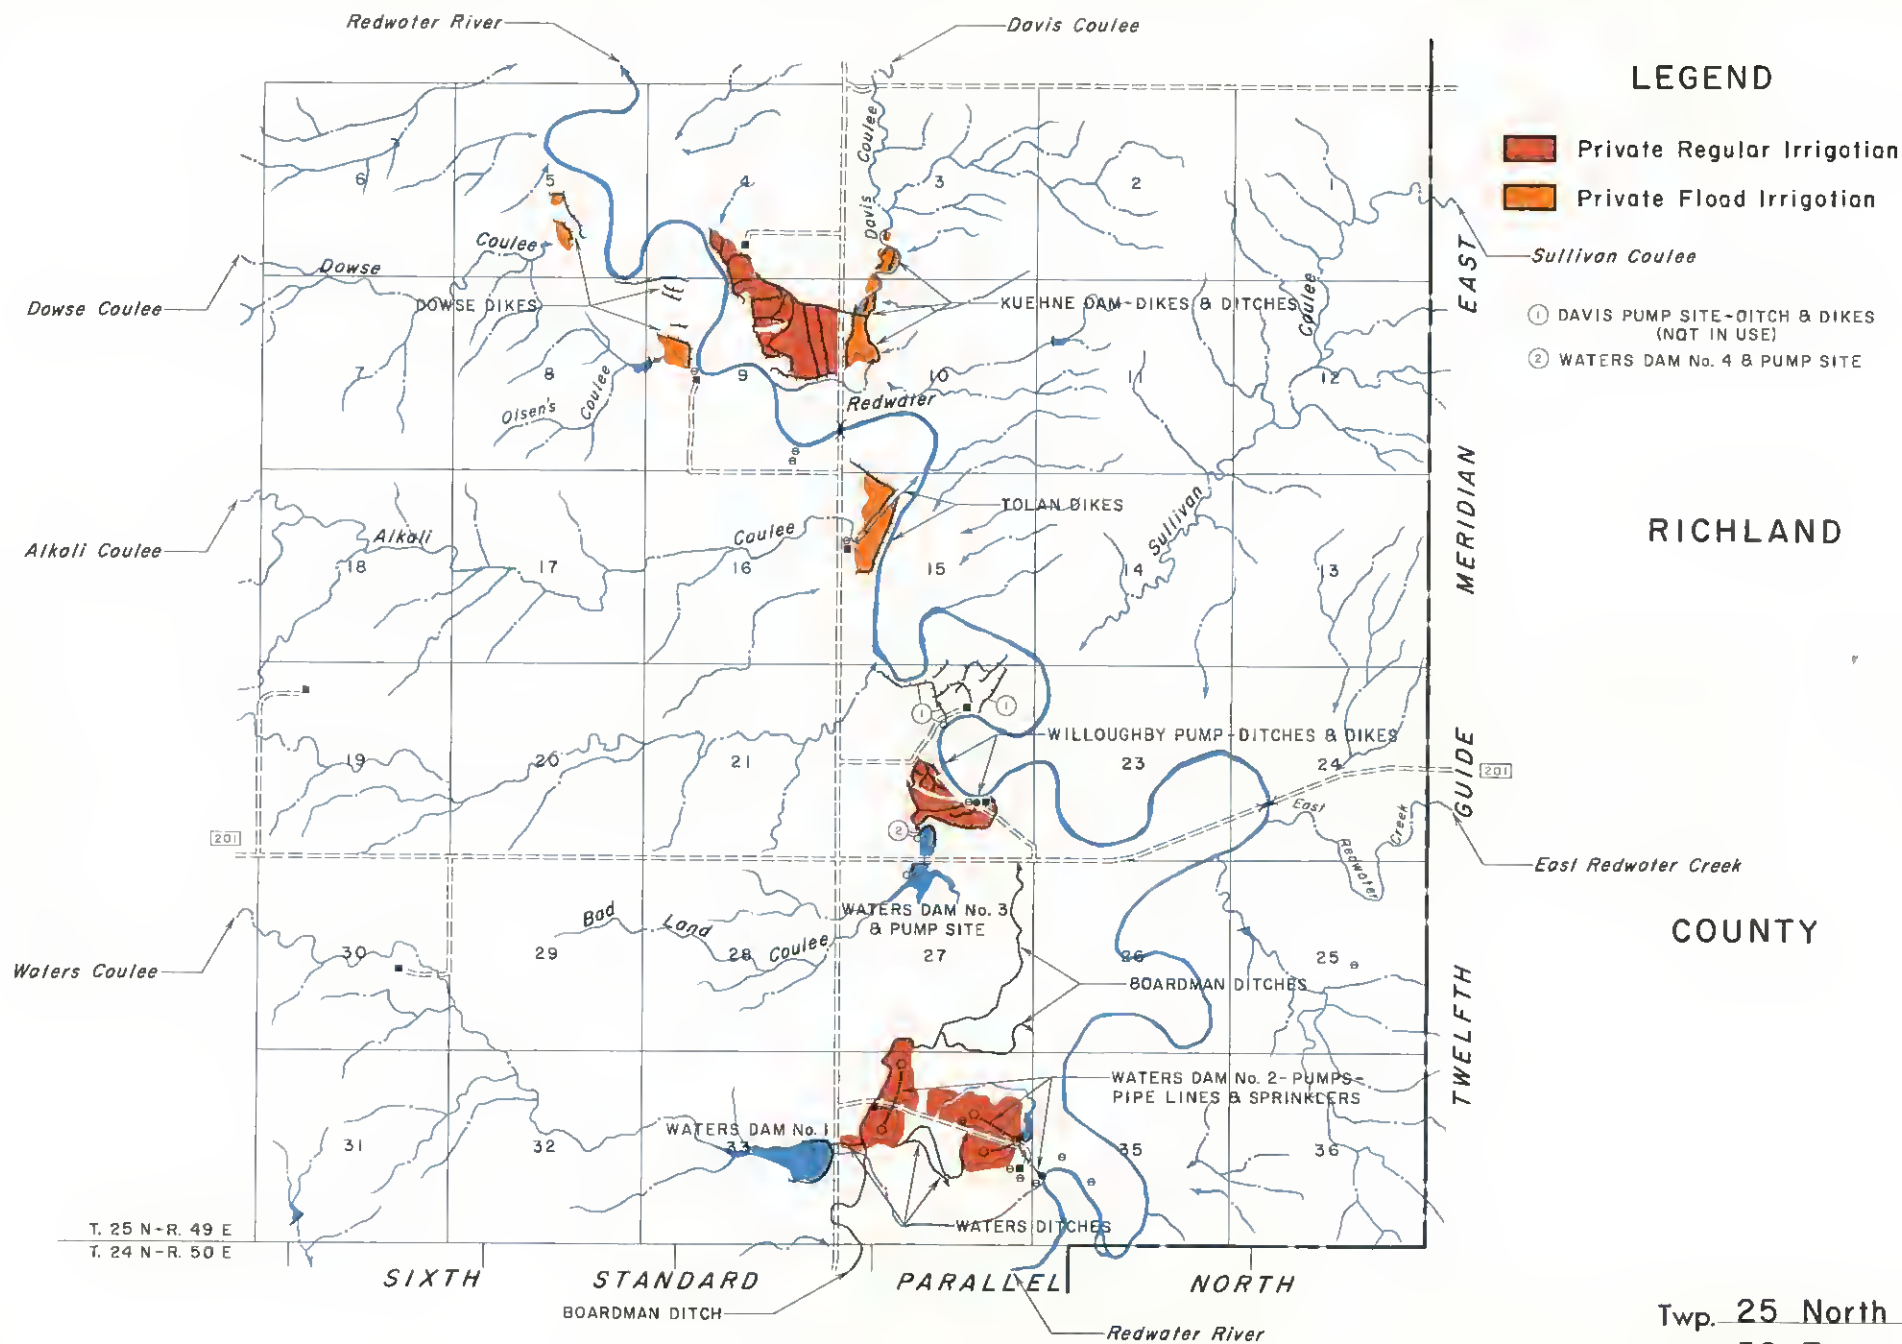 Redwater River
Davis Coulee
LEGEND
Private Regular Irrigation
Private Flood Irrigation
Sullivan Coulee
1 DAVIS PUMP SITE-DITCH & DIKES
(NOT IN USE)
2 WATERS DAM No. 4 & PUMP SITE
Davis Coulee
6
5
4
3
2
1
Davis
Coulee
Dowse
Dowse Coulee
DOWSE DIKES
KUEHNE DAM-DIKES & DITCHES
Coulee
EAST
7
8
9
10
11
12
Olsen's Coulee
Redwater
MERIDIAN
Alkali Coulee
Alkali
Coulee
TOLAN DIKES
Sullivan
RICHLAND
18
17
16
15
14
13
1
1
WILLOUGHBY PUMP-DITCHES & DIKES
19
20
21
23
24
GUIDE
201
201
2
East
Redwater
Creek
East Redwater Creek
WATERS DAM No. 3
& PUMP SITE
Bad Land Coulee
COUNTY
Waters Coulee
30
29
28
27
26
25
BOARDMAN DITCHES
TWELFTH
WATERS DAM No. 2-PUMPS-
PIPE LINES & SPRINKLERS
WATERS DAM No. 1
31
32
33
35
36
WATERS DITCHES
T. 25 N-R. 49 E
T. 24 N-R. 50 E
SIXTH STANDARD PARALLEL NORTH
BOARDMAN DITCH
Redwater River
Twp. 25 North